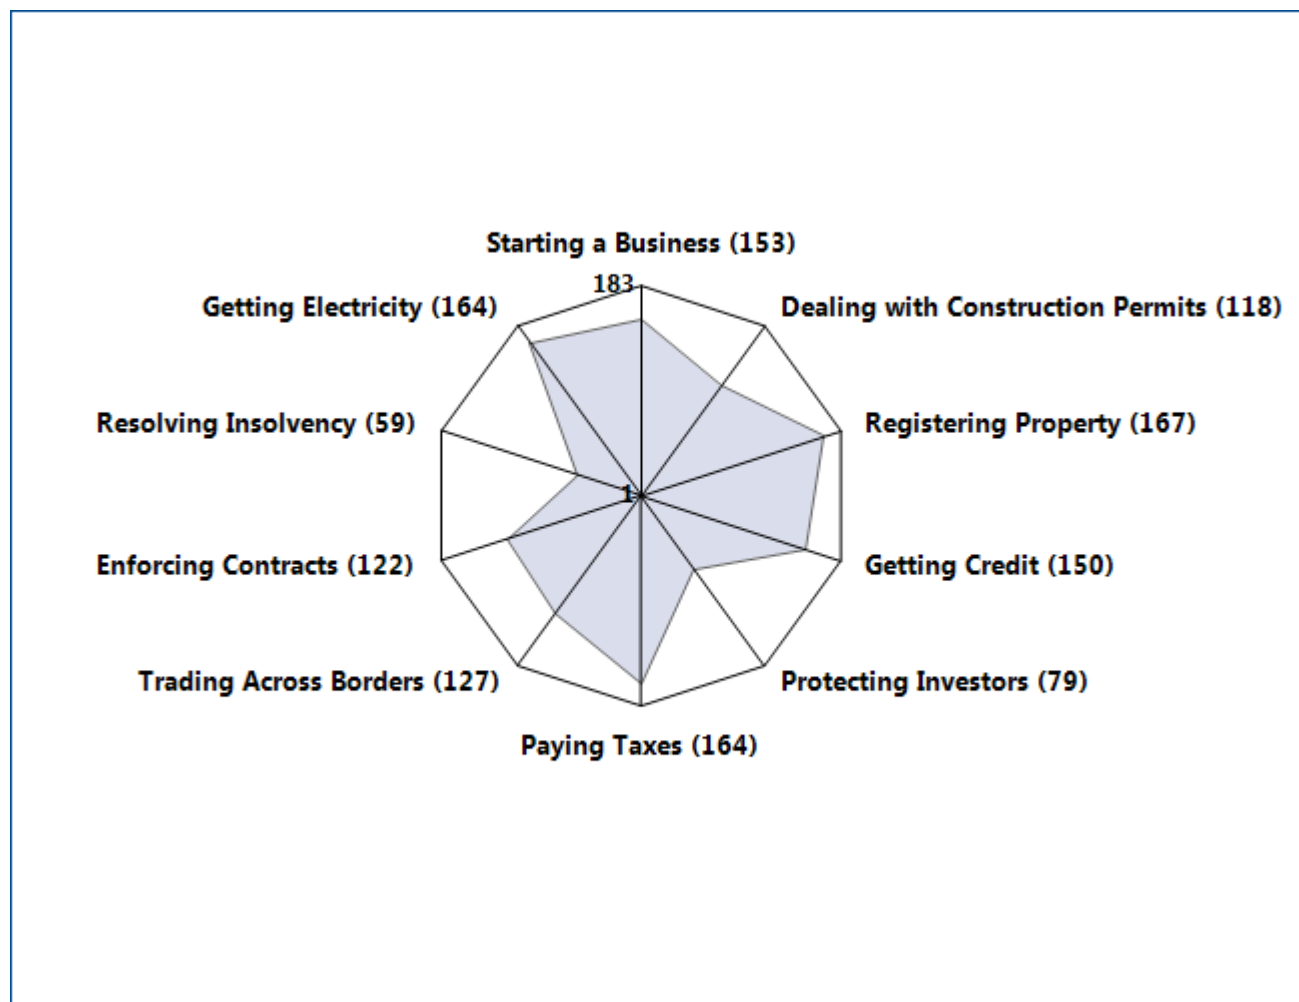 Starting a Business (153)
183
Getting Electricity (164)
Dealing with Construction Permits (118)
Resolving Insolvency (59)
Registering Property (167)
1
Enforcing Contracts (122)
Getting Credit (150)
Trading Across Borders (127)
Protecting Investors (79)
Paying Taxes (164)